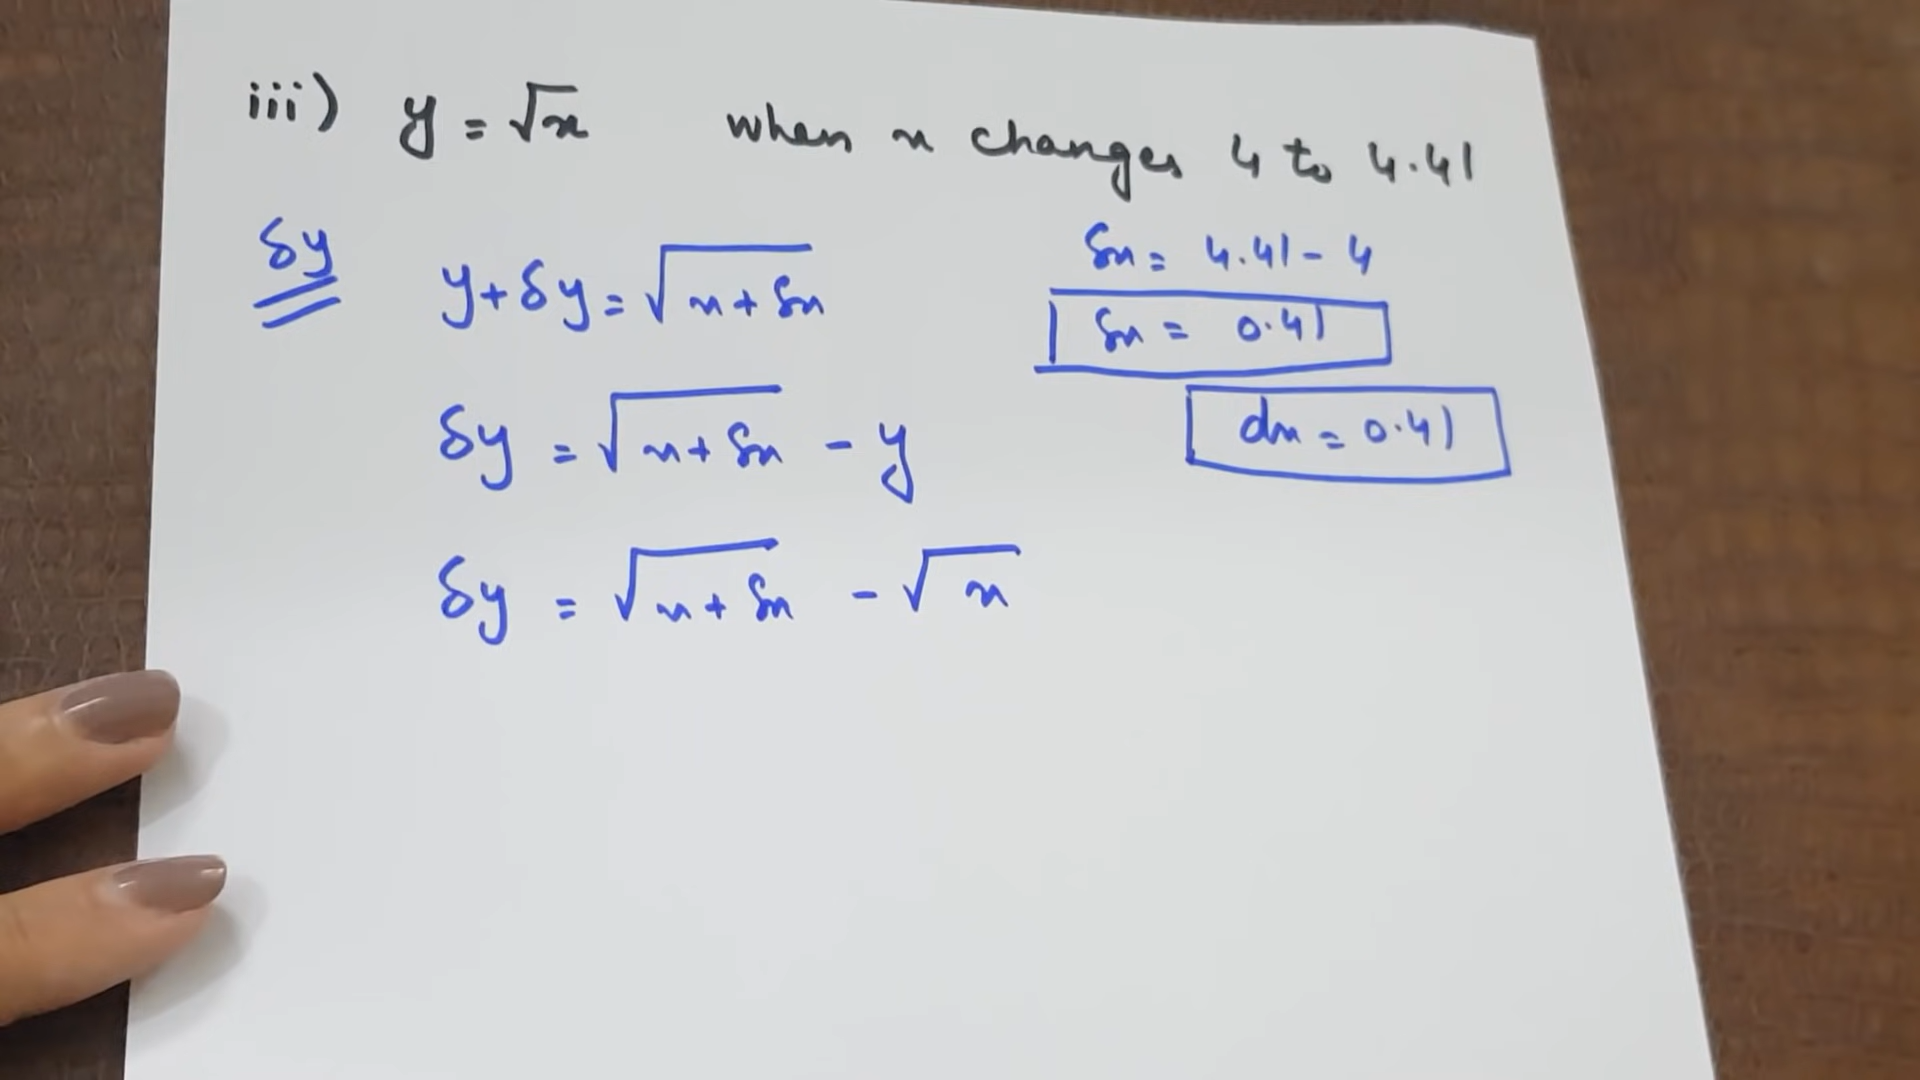 iii) y = √x when x changes 4 to 4.41
δy
y + δy = √x + δx
δx = 4.41 - 4
δx = 0.41
dx = 0.41
δy = √x + δx - y
δy = √x + δx - √x